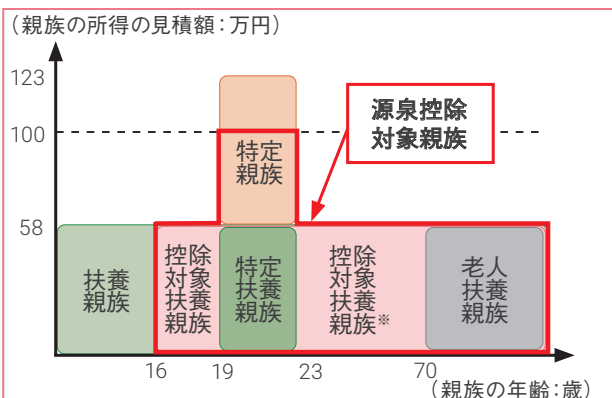 (親族の所得の見積額:万円)
123
100
58
源泉控除
対象親族
特定
親族
扶養
親族
控除
対象
扶養
親族
特定
扶養
親族
控除
対象
扶養
親族※
老人
扶養
親族
16
19
23
70
(親族の年齢:歳)